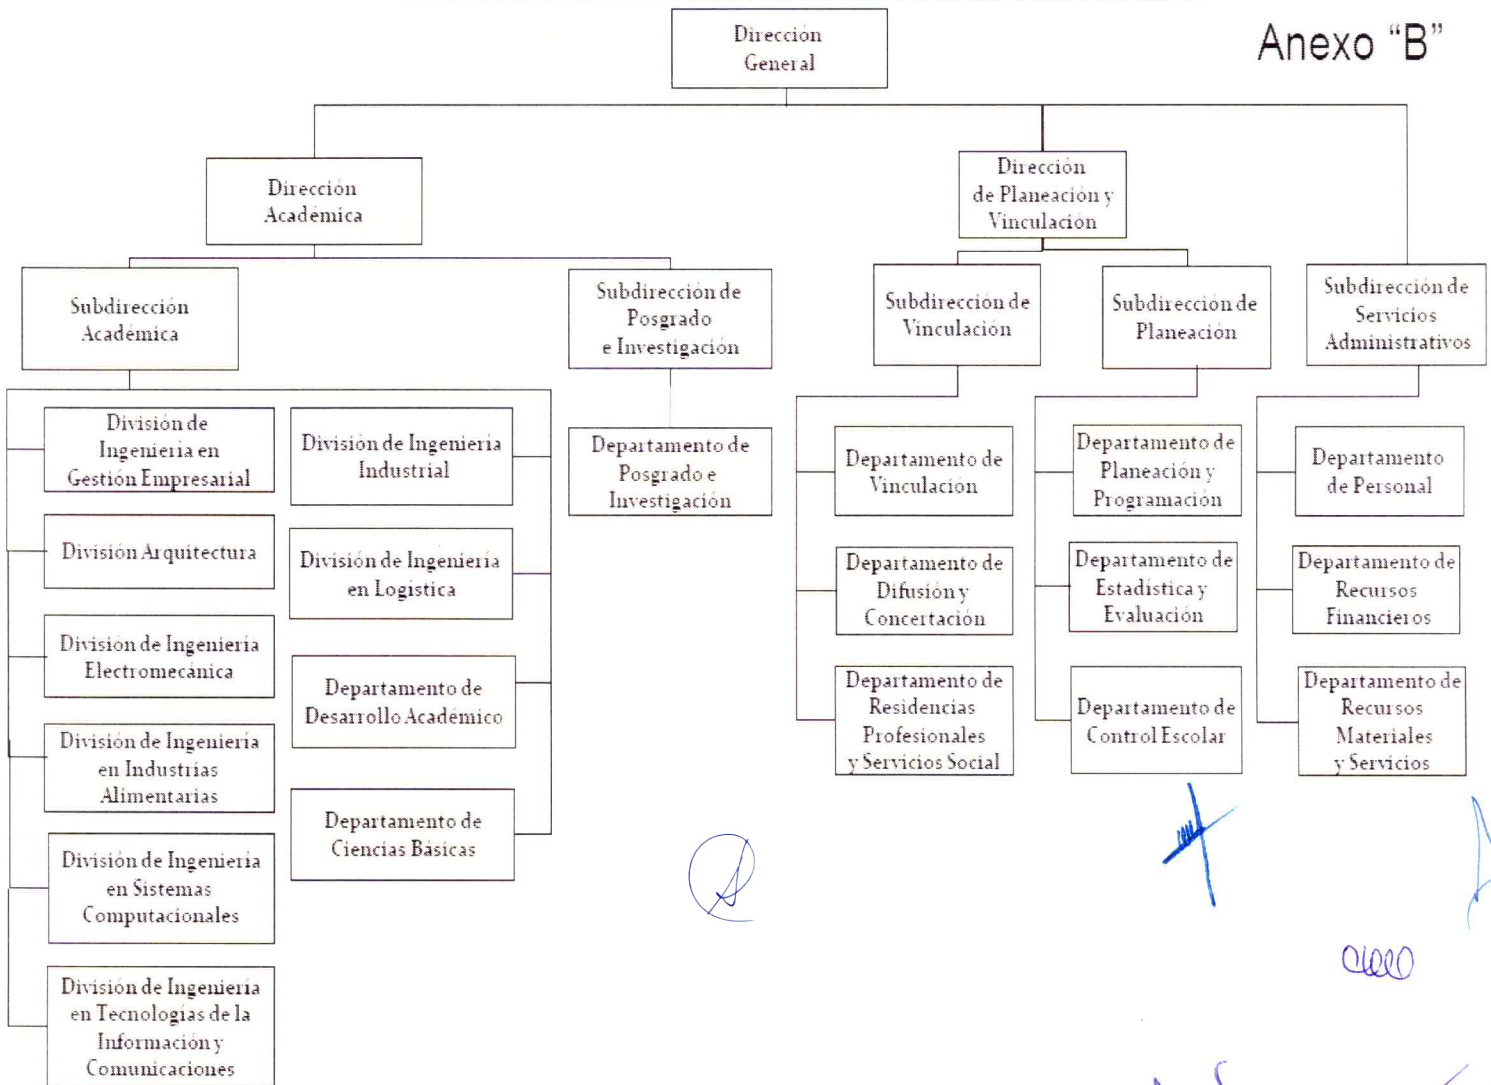 Anexo "B"
Dirección
General
Dirección
Académica
Dirección
de Planeación y
Vinculación
Subdirección
Académica
Subdirección de
Posgrado
e Investigación
Subdirección de
Vinculación
Subdirección de
Planeación
Subdirección de
Servicios
Administrativos
División de
Ingeniería en
Gestión Empresarial
División Arquitectura
División de Ingeniería
Electromecánica
División de Ingeniería
en Industrias
Alimentarias
División de Ingeniería
en Sistemas
Computacionales
División de Ingeniería
en Tecnologías de la
Información y
Comunicaciones
División de Ingeniería
Industrial
División de Ingeniería
en Logística
Departamento de
Desarrollo Académico
Departamento de
Ciencias Básicas
Departamento de
Posgrado e
Investigación
Departamento de
Vinculación
Departamento de
Difusión y
Concertación
Departamento de
Residencias
Profesionales
y Servicios Social
Departamento de
Planeación y
Programación
Departamento de
Estadística y
Evaluación
Departamento de
Control Escolar
Departamento
de Personal
Departamento de
Recursos
Financieros
Departamento de
Recursos
Materiales
y Servicios